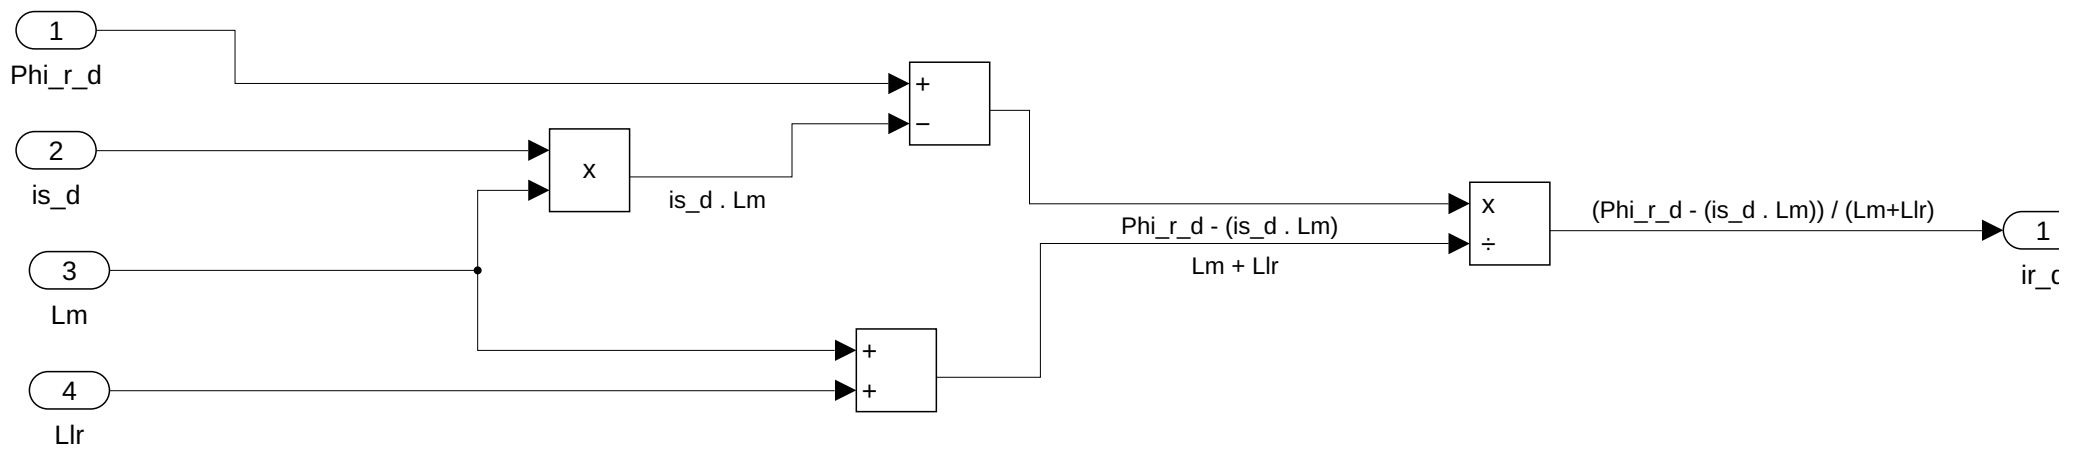 1
Phi_r_d
+
−
2
is_d
x
is_d . Lm
x
÷
(Phi_r_d - (is_d . Lm)) / (Lm+Llr)
1
Phi_r_d - (is_d . Lm)
Lm + Llr
3
Lm
+
+
4
Llr